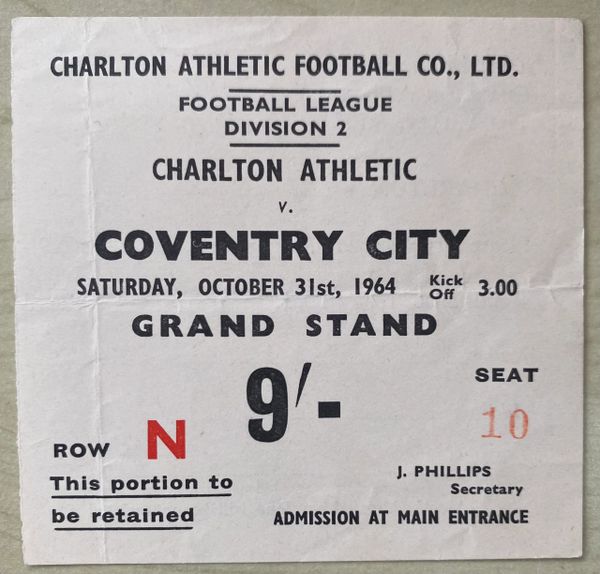 CHARLTON ATHLETIC FOOTBALL CO., LTD.
FOOTBALL LEAGUE
DIVISION 2
CHARLTON ATHLETIC
v.
COVENTRY CITY
SATURDAY, OCTOBER 31st, 1964 Kick Off 3.00
GRAND STAND
9/-
SEAT
10
ROW N
J. PHILLIPS
Secretary
This portion to
be retained
ADMISSION AT MAIN ENTRANCE